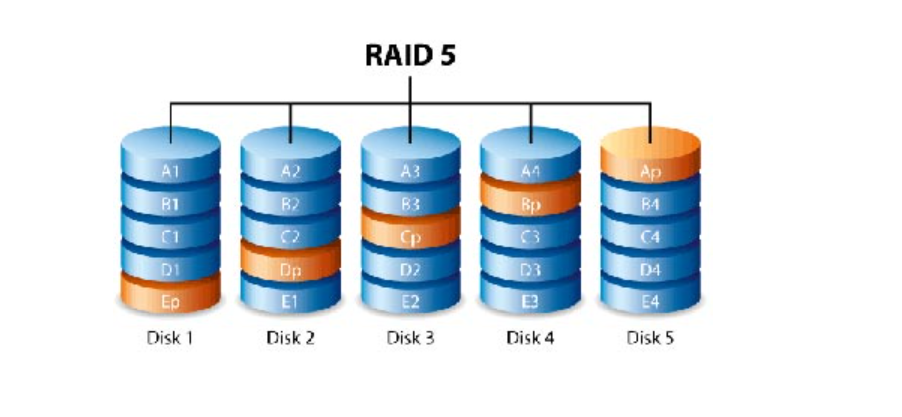 RAID 5
A1 A2 A3 A4 Ap
B1 B2 B3 Bp B4
C1 C2 Cp C3 C4
D1 Dp D2 D3 D4
Ep E1 E2 E3 E4
Disk 1 Disk 2 Disk 3 Disk 4 Disk 5